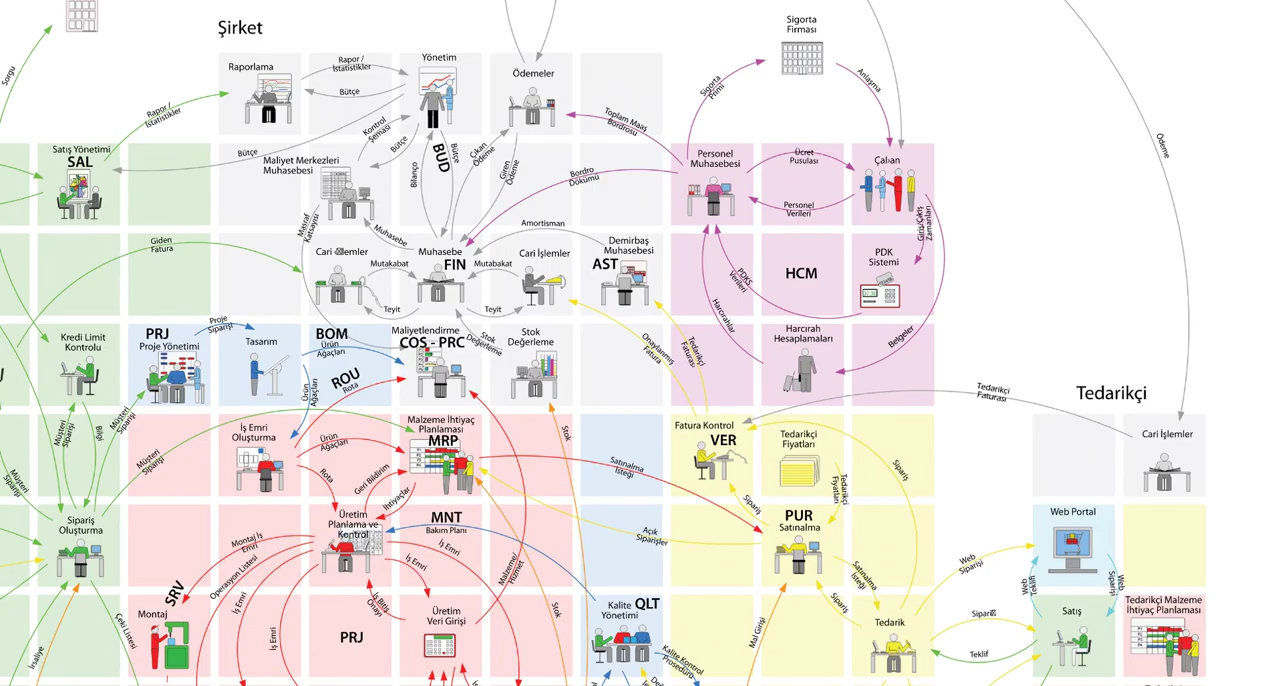 Şirket
Sigorta
Firması
Sorgu
Raporlama
Rapor /
İstatistikler
Bütçe
Yönetim
Ödemeler
Sigorta
Primi
Anlaşma
Rapor /
İstatistikler
Kontrol
Şeması
Bütçe
Toplam Maaş
Bordrosu
Ödeme
Satış Yönetimi
SAL
Bütçe
Maliyet Merkezleri
Muhasebesi
Bilanço
BUD
Bütçe
Çıkan
Ödeme
Giren
Ödeme
Bordro
Dökümü
Personel
Muhasebesi
Ücret
Pusulası
Personel
Verileri
Çalıan
Giriş/Çıkış
Zamanları
Masraf
Katsayısı
Muhasebe
Amortisman
Giden
Fatura
Cari İlemler
Mutakabat
Teyit
Muhasebe
FIN
Mutabakat
Teyit
Cari İşlemler
Demirbaş
Muhasebesi
AST
PDKS
Verileri
HCM
PDK
Sistemi
Harcırahlar
Belgeler
Kredi Limit
Kontrolu
PRJ
Proje Yönetimi
Proje
Siparişi
Tasarım
BOM
Ürün
Ağaçları
ROU
Rota
Ürün
Ağaçları
Maliyetlendirme
COS - PRC
Stok
Değerleme
Stok
Değerleme
Onaylanmış
Fatura
Tedarikçi
Faturası
Harcırah
Hesaplamaları
Tedarikçi
Faturası
Tedarikçi
Müşteri
Siparişi
Bilgi
Müşteri
Siparişi
Müşteri
Siparişi
Müşteri
Siparişi
İş Emri
Oluşturma
Ürün
Ağaçları
Rota
Geri Bildirim
İhtiyaçlar
Malzeme İhtiyaç
Planlaması
MRP
Stok
Satınalma
İsteği
Fatura Kontrol
VER
Tedarikçi
Fiyatları
Tedarikçi
Fiyatları
Sipariş
Sipariş
Cari İşlemler
Sipariş
Oluşturma
Montaj İş
Emri
Operasyon Listesi
İş Emri
İş Emri
Üretim
Planlama ve
Kontrol
MNT
Bakım Planı
İş Emri
İş Emri
İş Bitiş
Onayı
Malzeme/
Hizmet
Açık
Siparişler
PUR
Satınalma
Satınalma
İsteği
Sipariş
Web
Siparişi
Web Portal
Web
Teklifi
Web
Siparişi
Çeki Listesi
İrsaliye
Montaj
SRV
PRJ
Üretim
Veri Girişi
Stok
Kalite
Yönetimi
QLT
Kalite Kontrol
Prosedürü
Mal Girişi
Tedarik
Sipari
Teklif
Satış
Tedarikçi Malzeme
İhtiyaç Planlaması